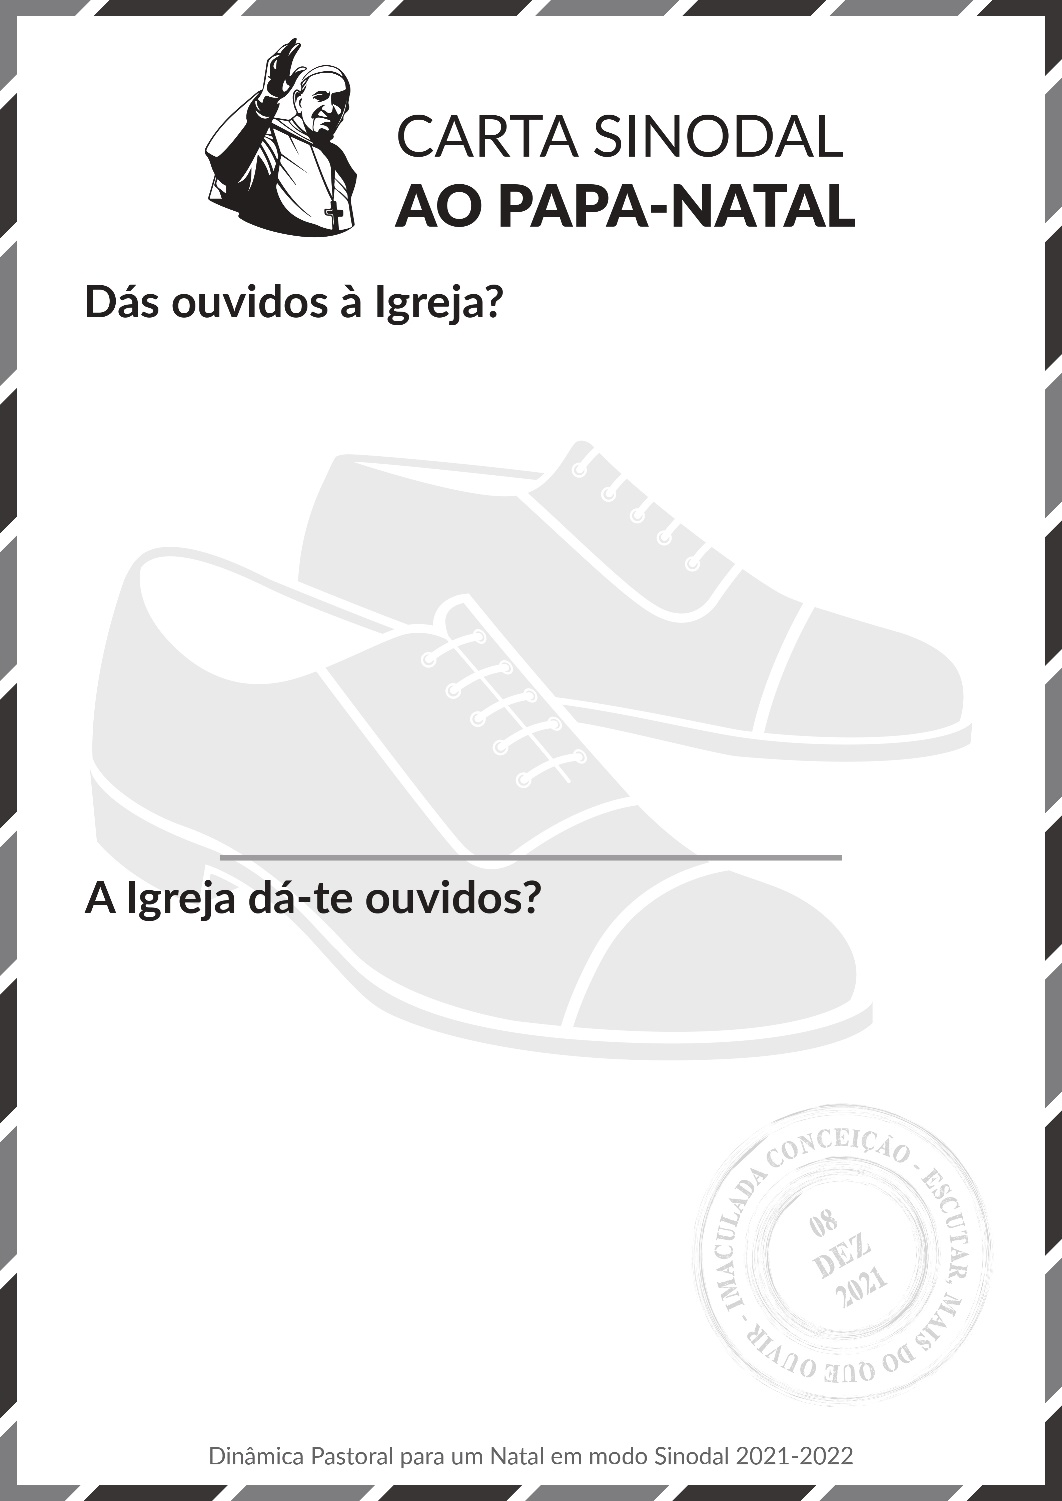 CARTA SINODAL
AO PAPA-NATAL
Dás ouvidos à Igreja?
A Igreja dá-te ouvidos?
IMACULADA CONCEIÇÃO - ESCUTAR, MAIS DO QUE OUVIR -
08
DEZ
2021
Dinâmica Pastoral para um Natal em modo Sinodal 2021-2022